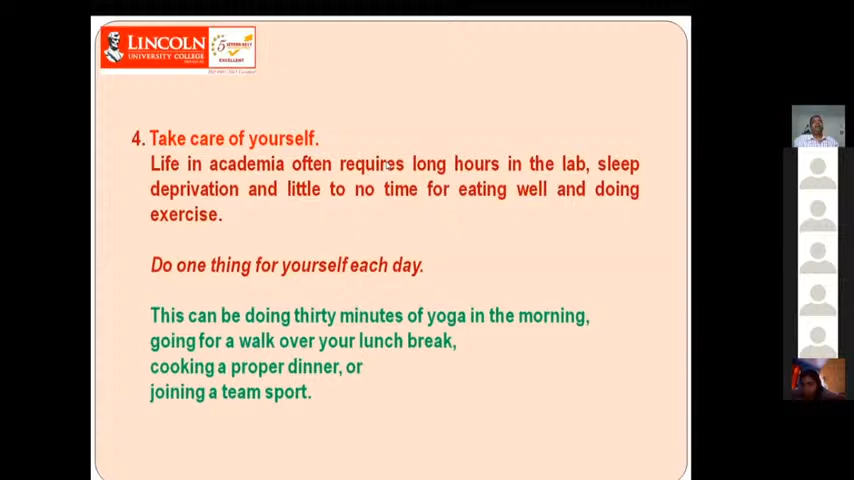 LINCOLN
UNIVERSITY COLLEGE
5
EXCELLENT
4. Take care of yourself.
Life in academia often requires long hours in the lab, sleep
deprivation and little to no time for eating well and doing
exercise.
Do one thing for yourself each day.
This can be doing thirty minutes of yoga in the morning,
going for a walk over your lunch break,
cooking a proper dinner, or
joining a team sport.